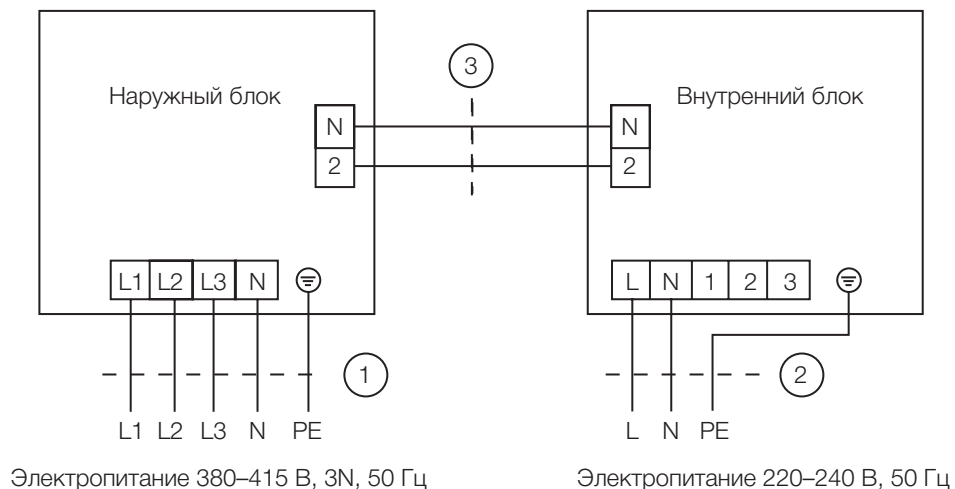 3
Наружный блок
Внутренний блок
N
N
2
2
L1 L2 L3 N
L N 1 2 3
1
2
L1 L2 L3 N PE
L N PE
Электропитание 380–415 В, 3N, 50 Гц
Электропитание 220–240 В, 50 Гц